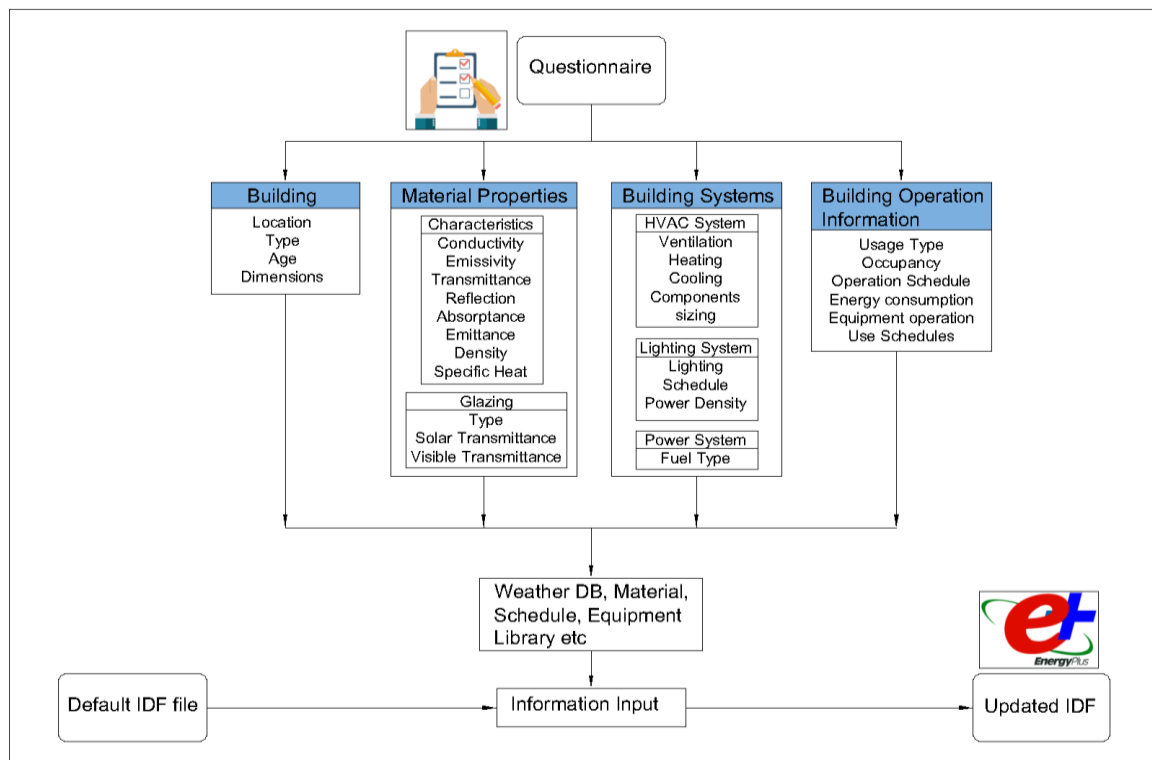 Questionnaire
Building
Location
Type
Age
Dimensions
Material Properties
Characteristics
Conductivity
Emissivity
Transmittance
Reflection
Absorptance
Emittance
Density
Specific Heat
Glazing
Type
Solar Transmittance
Visible Transmittance
Building Systems
HVAC System
Ventilation
Heating
Cooling
Components
sizing
Lighting System
Lighting
Schedule
Power Density
Power System
Fuel Type
Building Operation
Information
Usage Type
Occupancy
Operation Schedule
Energy consumption
Equipment operation
Use Schedules
Weather DB, Material,
Schedule, Equipment
Library etc
e+
EnergyPlus
Default IDF file
Information Input
Updated IDF